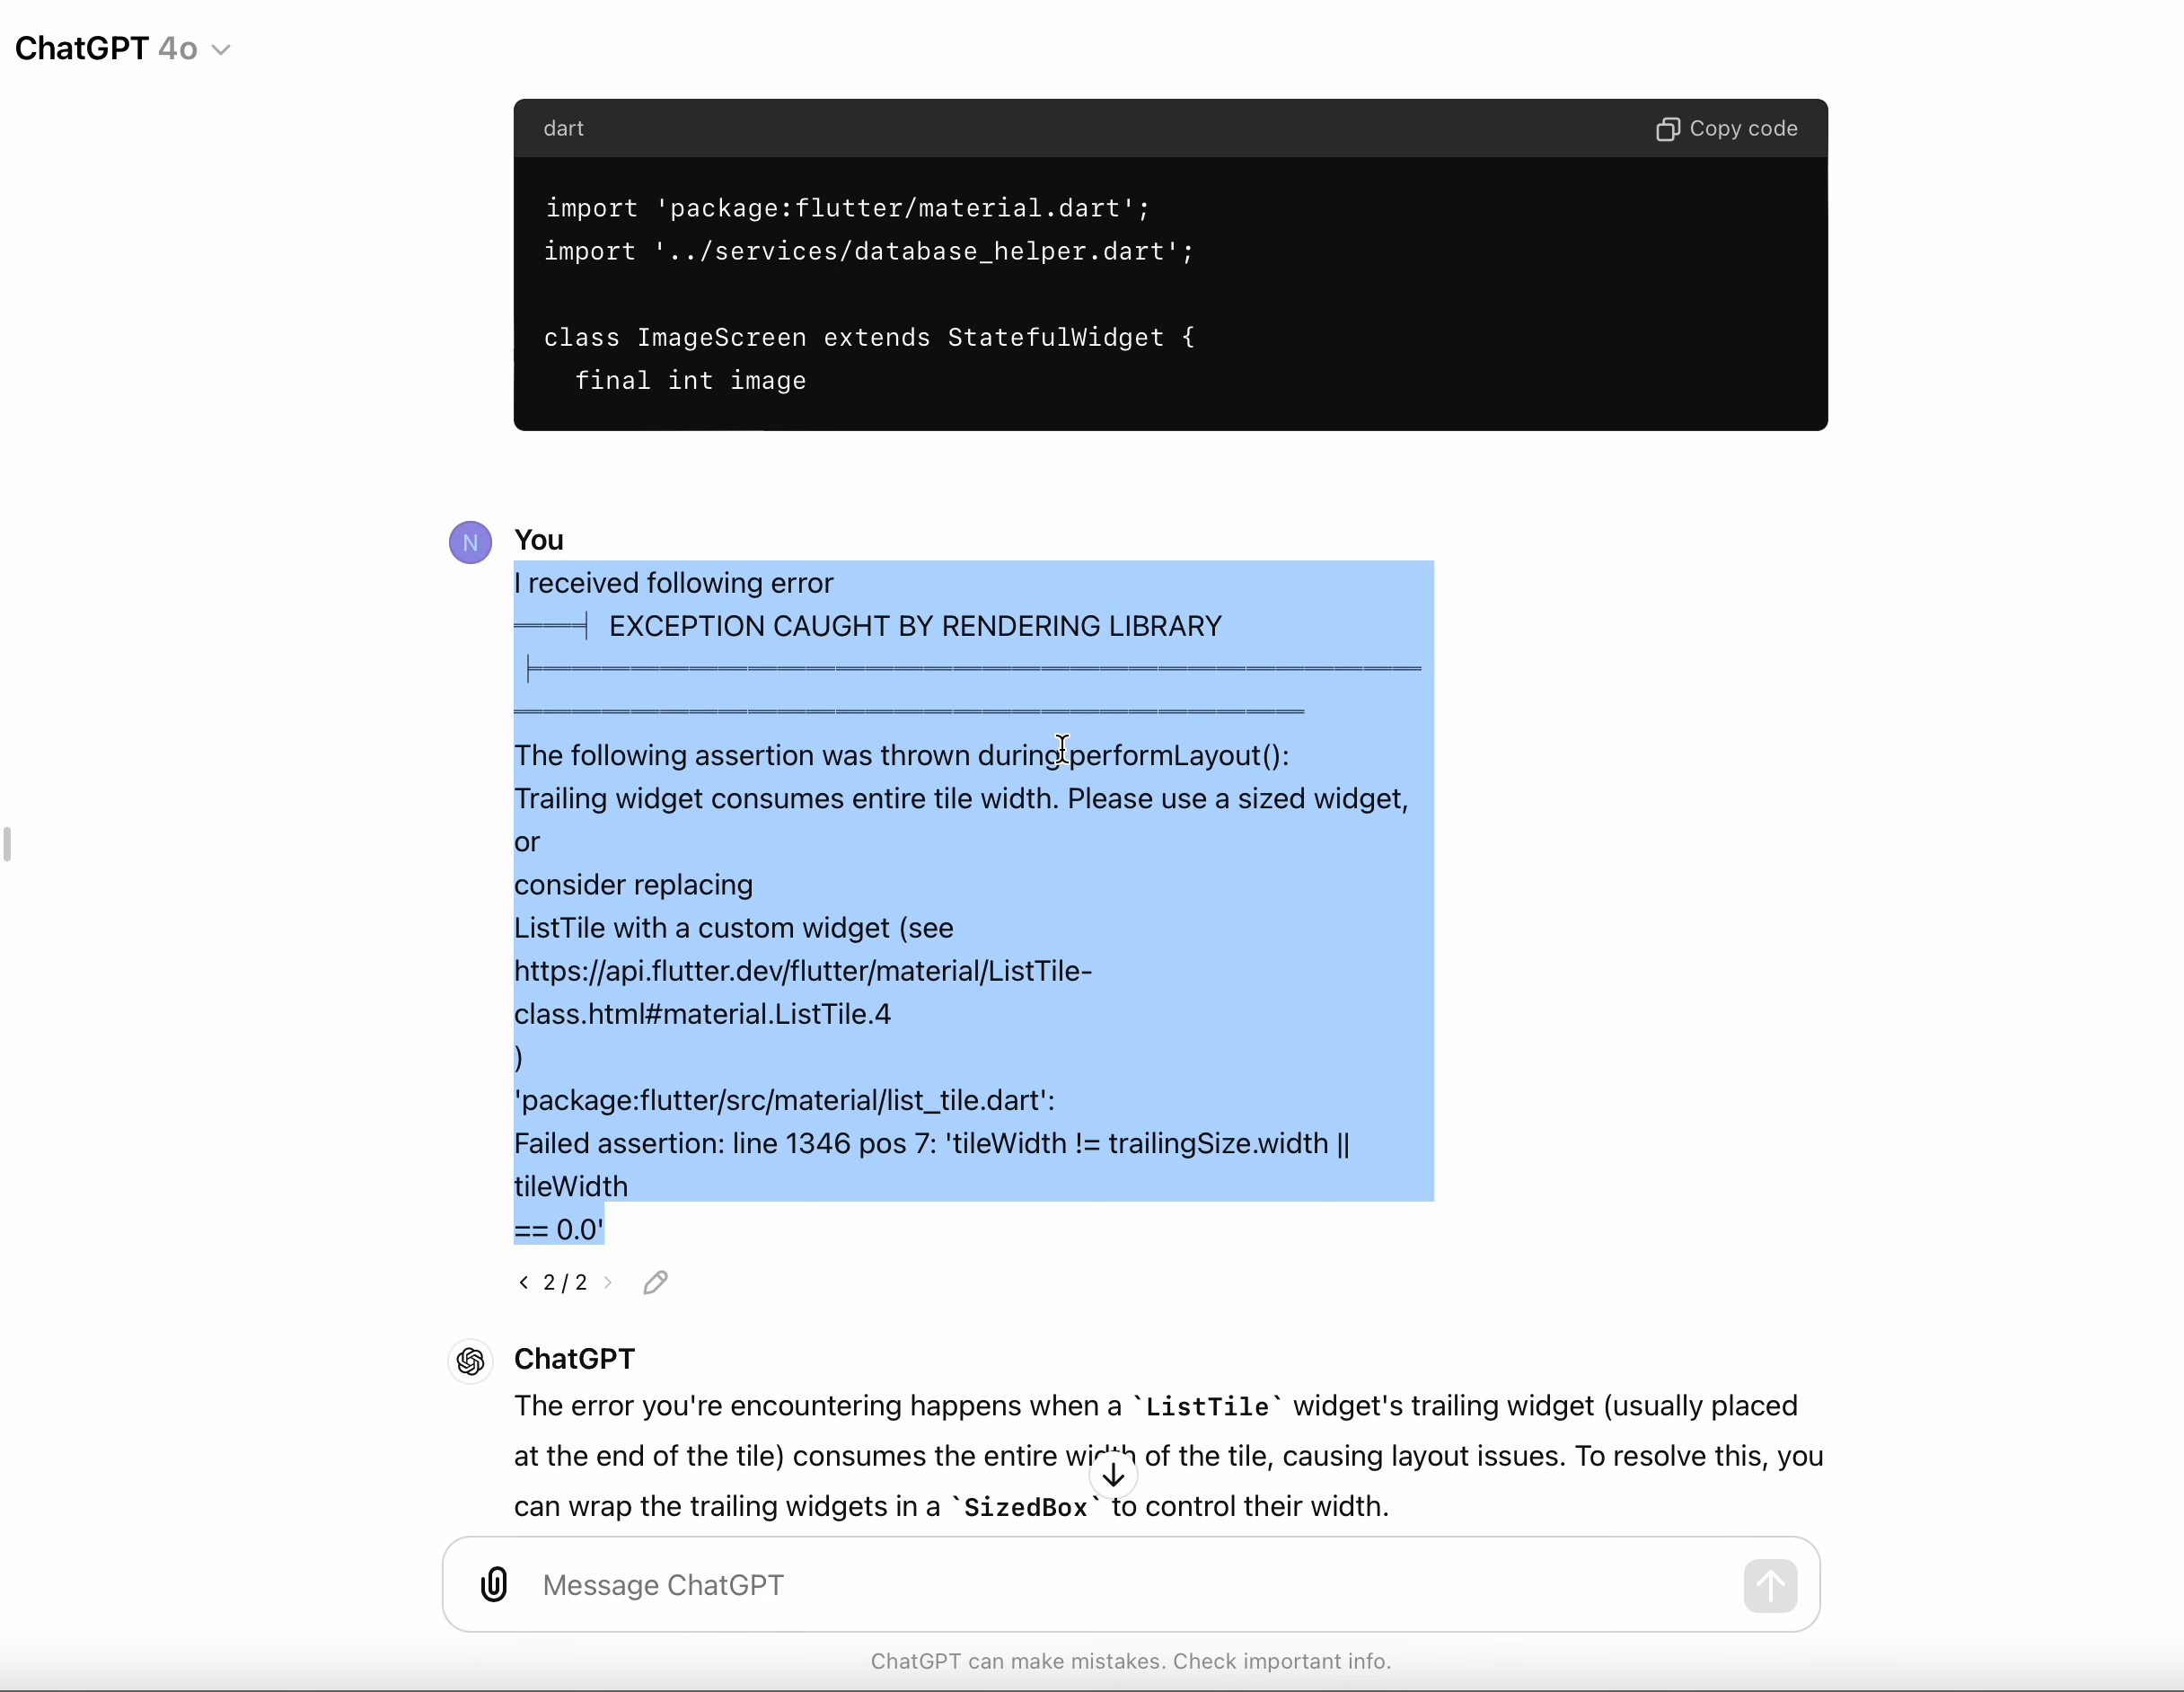 ChatGPT 4o
dart
Copy code
import 'package:flutter/material.dart';
import '../services/database_helper.dart';
class ImageScreen extends StatefulWidget {
final int image
N
You
I received following error
════╡ EXCEPTION CAUGHT BY RENDERING LIBRARY
╞═════════════════════════════════════════════════════════════
══════════════════════════════════════════════════════
The following assertion was thrown during performLayout():
Trailing widget consumes entire tile width. Please use a sized widget,
or
consider replacing
ListTile with a custom widget (see
https://api.flutter.dev/flutter/material/ListTile-
class.html#material.ListTile.4
)
'package:flutter/src/material/list_tile.dart':
Failed assertion: line 1346 pos 7: 'tileWidth != trailingSize.width ||
tileWidth
== 0.0'
2 / 2
ChatGPT
The error you're encountering happens when a `ListTile` widget's trailing widget (usually placed
at the end of the tile) consumes the entire width of the tile, causing layout issues. To resolve this, you
can wrap the trailing widgets in a `SizedBox` to control their width.
Message ChatGPT
ChatGPT can make mistakes. Check important info.